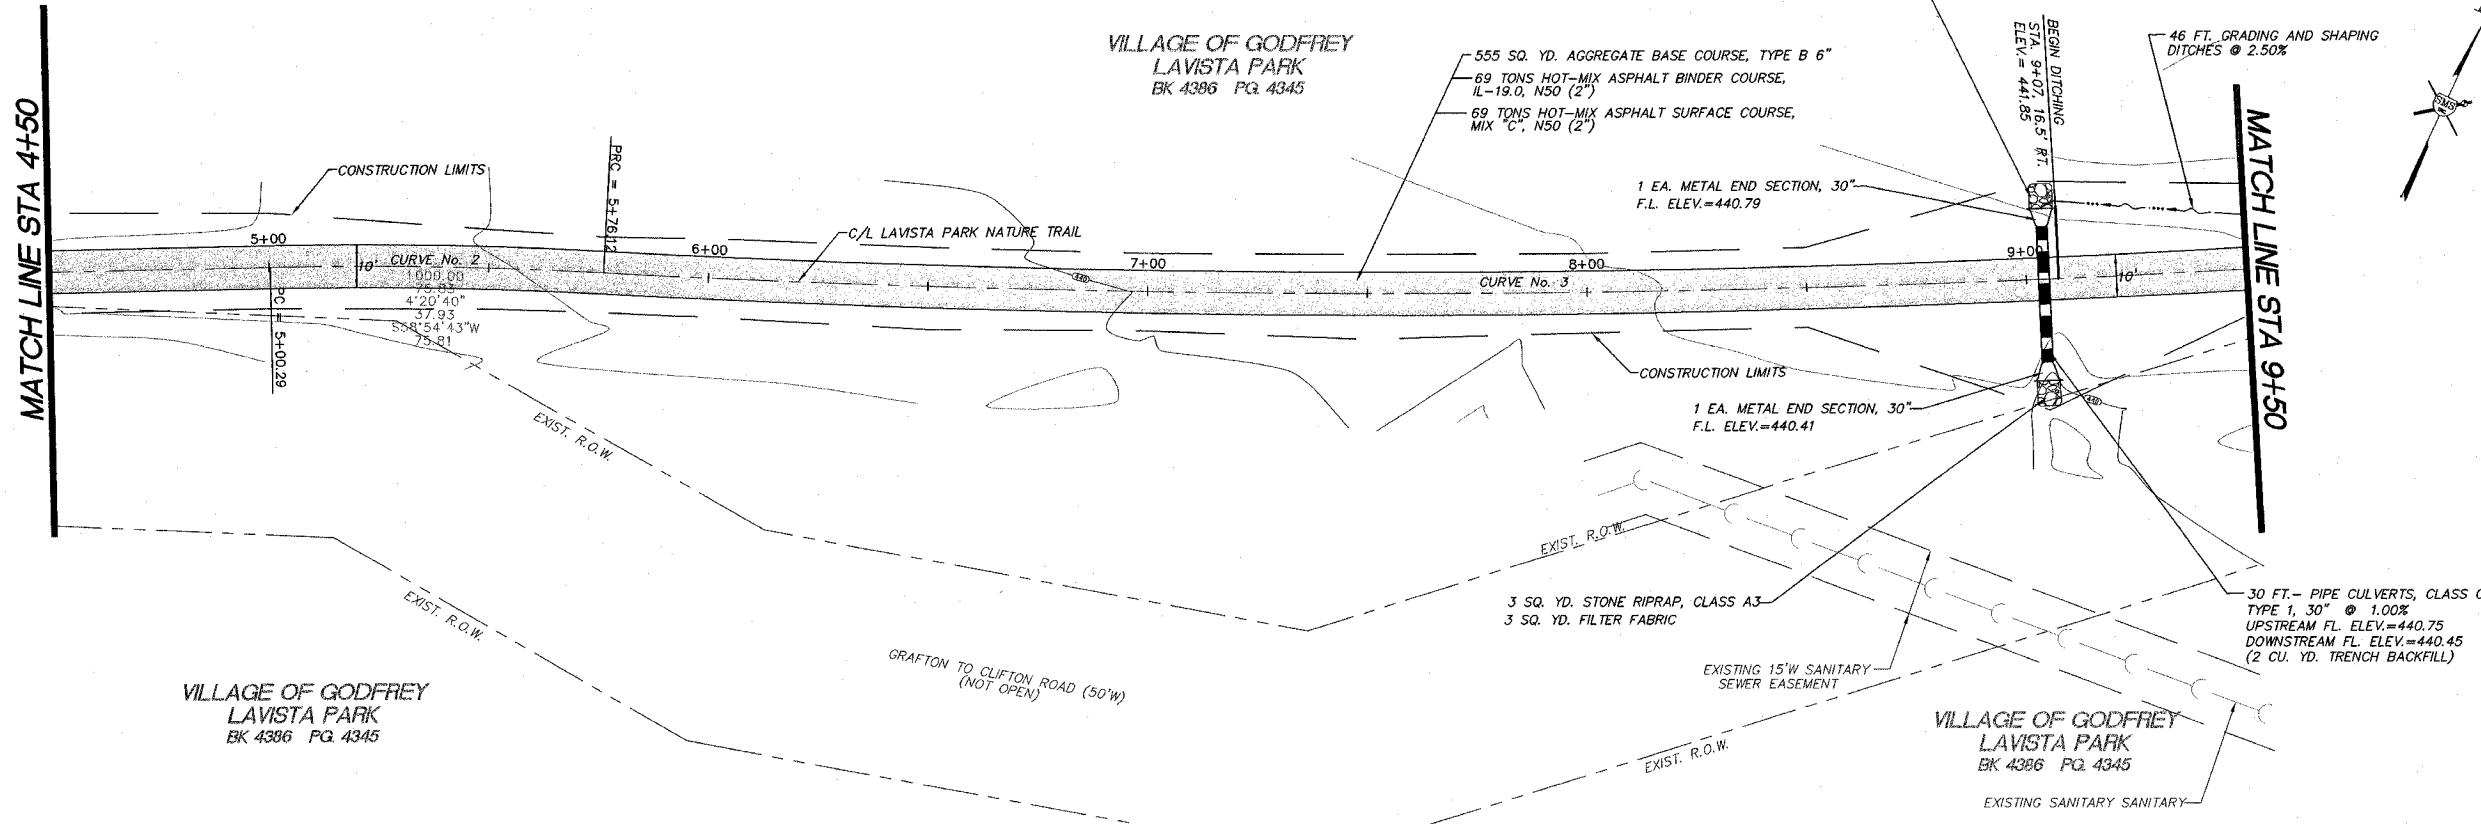 MATCH LINE STA 4+50
VILLAGE OF GODFREY
LAVISTA PARK
BK 4386 PG. 4345
555 SQ. YD. AGGREGATE BASE COURSE, TYPE B 6"
69 TONS HOT-MIX ASPHALT BINDER COURSE,
IL-19.0, N50 (2")
69 TONS HOT-MIX ASPHALT SURFACE COURSE,
MIX "C", N50 (2")
BEGIN DITCHING
STA. 9+07, 16.5' RT.
ELEV.= 441.85
46 FT. GRADING AND SHAPING
DITCHES @ 2.50%
SMS
MATCH LINE STA 9+50
CONSTRUCTION LIMITS
PRC = 5+76.12
C/L LAVISTA PARK NATURE TRAIL
1 EA. METAL END SECTION, 30"
F.L. ELEV.=440.79
5+00
6+00
7+00
8+00
9+00
10'
CURVE No. 2
1000.00
75.83
4°20'40"
37.93
S58°54'43"W
75.81
PC = 5+00.29
440
CURVE No. 3
10'
CONSTRUCTION LIMITS
1 EA. METAL END SECTION, 30"
F.L. ELEV.=440.41
440
EXIST. R.O.W.
EXIST. R.O.W.
EXIST. R.O.W.
3 SQ. YD. STONE RIPRAP, CLASS A3
3 SQ. YD. FILTER FABRIC
30 FT.- PIPE CULVERTS, CLASS
TYPE 1, 30" @ 1.00%
UPSTREAM FL. ELEV.=440.75
DOWNSTREAM FL. ELEV.=440.45
(2 CU. YD. TRENCH BACKFILL)
GRAFTON TO CLIFTON ROAD (50'W)
(NOT OPEN)
EXISTING 15'W SANITARY
SEWER EASEMENT
VILLAGE OF GODFREY
LAVISTA PARK
BK 4386 PG. 4345
EXIST. R.O.W.
VILLAGE OF GODFREY
LAVISTA PARK
BK 4386 PG. 4345
EXISTING SANITARY SANITARY